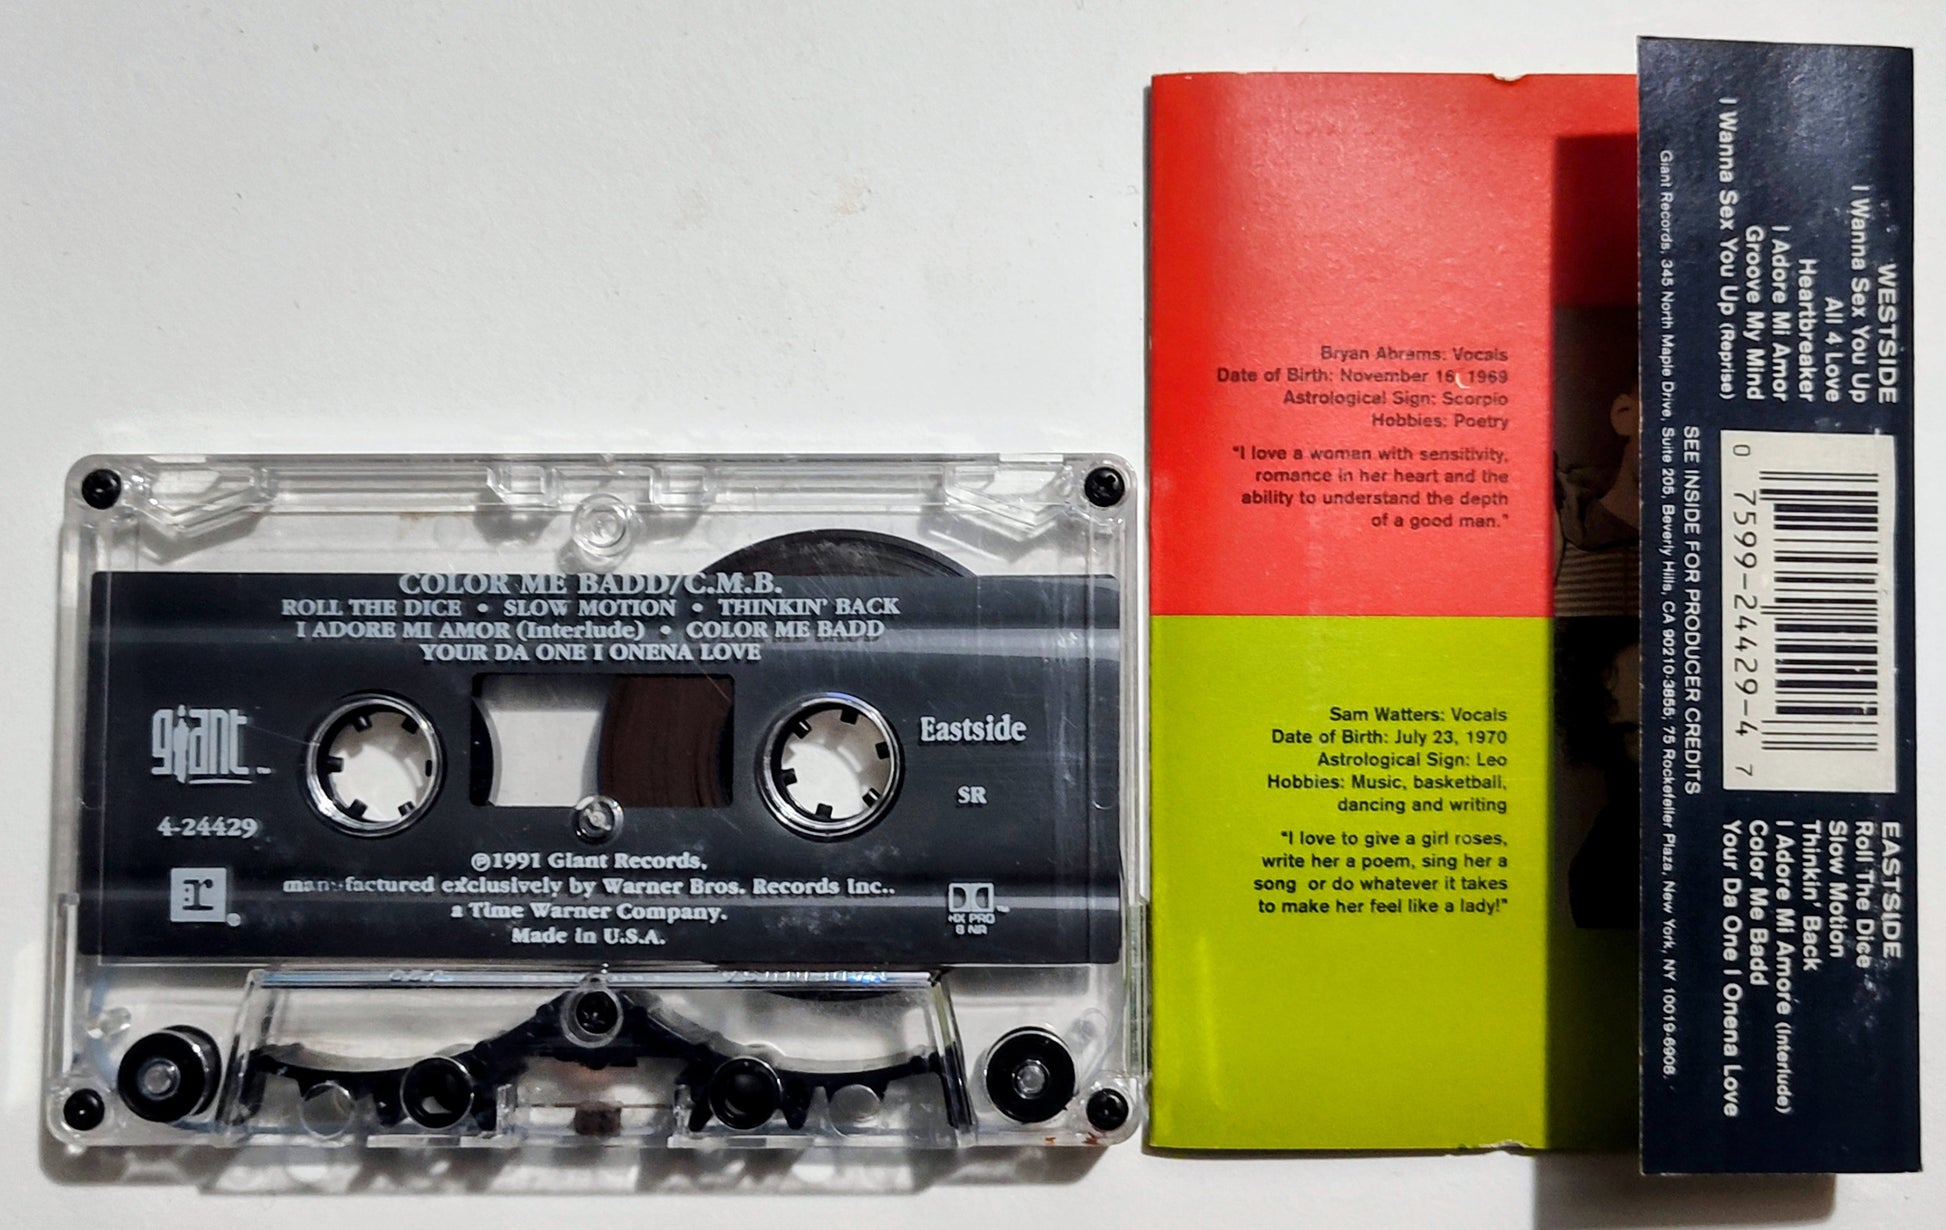 COLOR ME BADD/C.M.B.
ROLL THE DICE • SLOW MOTION • THINKIN' BACK
I ADORE MI AMOR (Interlude) • COLOR ME BADD
YOUR DA ONE I ONENA LOVE
giant™
4-24429
Eastside
SR
℗1991 Giant Records,
manufactured exclusively by Warner Bros. Records Inc..
a Time Warner Company.
Made in U.S.A.
r®
HX PRO
B NR
Bryan Abrams: Vocals
Date of Birth: November 16, 1969
Astrological Sign: Scorpio
Hobbies: Poetry
"I love a woman with sensitivity,
romance in her heart and the
ability to understand the depth
of a good man."
Sam Watters: Vocals
Date of Birth: July 23, 1970
Astrological Sign: Leo
Hobbies: Music, basketball,
dancing and writing
"I love to give a girl roses,
write her a poem, sing her a
song or do whatever it takes
to make her feel like a lady!"
WESTSIDE
I Wanna Sex You Up
All 4 Love
Heartbreaker
I Adore Mi Amor
Groove My Mind
I Wanna Sex You Up (Reprise)
0 7599-24429-4 7
EASTSIDE
Roll The Dice
Slow Motion
Thinkin' Back
I Adore Mi Amore (Interlude)
Color Me Badd
Your Da One I Onena Love
SEE INSIDE FOR PRODUCER CREDITS
Giant Records, 345 North Maple Drive, Suite 205, Beverly Hills, CA 90210-3855; 75 Rockefeller Plaza, New York, NY 10019-6908.